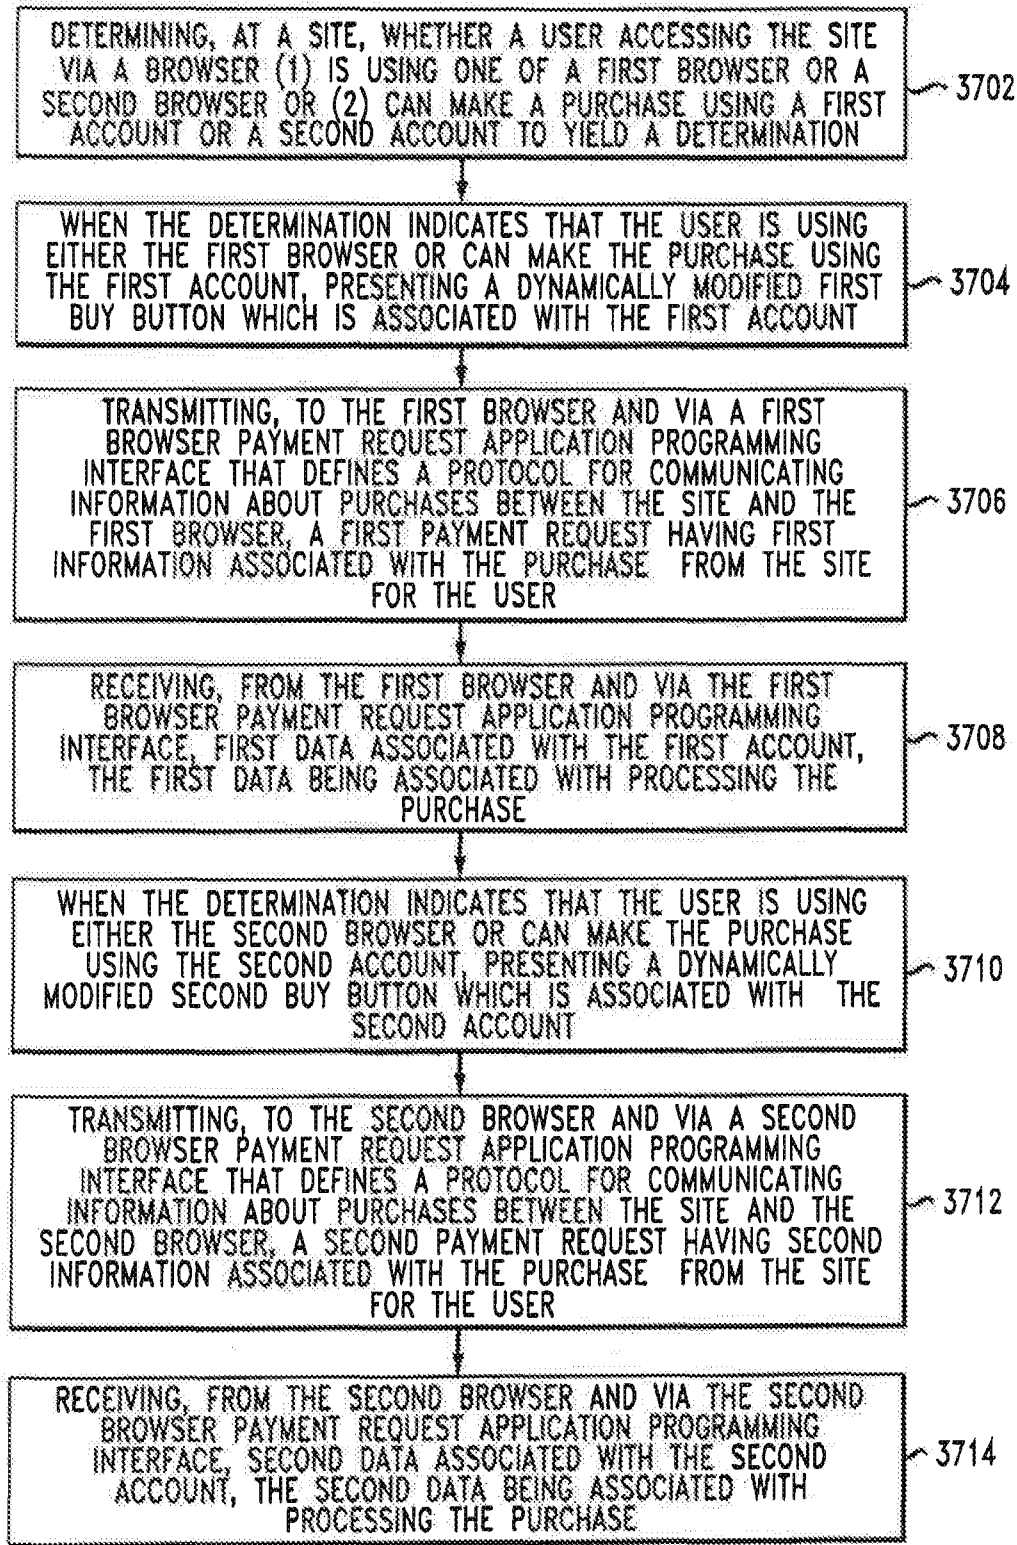 DETERMINING, AT A SITE, WHETHER A USER ACCESSING THE SITE
VIA A BROWSER (1) IS USING ONE OF A FIRST BROWSER OR A
SECOND BROWSER OR (2) CAN MAKE A PURCHASE USING A FIRST
ACCOUNT OR A SECOND ACCOUNT TO YIELD A DETERMINATION
3702
WHEN THE DETERMINATION INDICATES THAT THE USER IS USING
EITHER THE FIRST BROWSER OR CAN MAKE THE PURCHASE USING
THE FIRST ACCOUNT, PRESENTING A DYNAMICALLY MODIFIED FIRST
BUY BUTTON WHICH IS ASSOCIATED WITH THE FIRST ACCOUNT
3704
TRANSMITTING, TO THE FIRST BROWSER AND VIA A FIRST
BROWSER PAYMENT REQUEST APPLICATION PROGRAMMING
INTERFACE THAT DEFINES A PROTOCOL FOR COMMUNICATING
INFORMATION ABOUT PURCHASES BETWEEN THE SITE AND THE
FIRST BROWSER, A FIRST PAYMENT REQUEST HAVING FIRST
INFORMATION ASSOCIATED WITH THE PURCHASE FROM THE SITE
FOR THE USER
3706
RECEIVING, FROM THE FIRST BROWSER AND VIA THE FIRST
BROWSER PAYMENT REQUEST APPLICATION PROGRAMMING
INTERFACE, FIRST DATA ASSOCIATED WITH THE FIRST ACCOUNT,
THE FIRST DATA BEING ASSOCIATED WITH PROCESSING THE
PURCHASE
3708
WHEN THE DETERMINATION INDICATES THAT THE USER IS USING
EITHER THE SECOND BROWSER OR CAN MAKE THE PURCHASE
USING THE SECOND ACCOUNT, PRESENTING A DYNAMICALLY
MODIFIED SECOND BUY BUTTON WHICH IS ASSOCIATED WITH THE
SECOND ACCOUNT
3710
TRANSMITTING, TO THE SECOND BROWSER AND VIA A SECOND
BROWSER PAYMENT REQUEST APPLICATION PROGRAMMING
INTERFACE THAT DEFINES A PROTOCOL FOR COMMUNICATING
INFORMATION ABOUT PURCHASES BETWEEN THE SITE AND THE
SECOND BROWSER, A SECOND PAYMENT REQUEST HAVING SECOND
INFORMATION ASSOCIATED WITH THE PURCHASE FROM THE SITE
FOR THE USER
3712
RECEIVING, FROM THE SECOND BROWSER AND VIA THE SECOND
BROWSER PAYMENT REQUEST APPLICATION PROGRAMMING
INTERFACE, SECOND DATA ASSOCIATED WITH THE SECOND
ACCOUNT, THE SECOND DATA BEING ASSOCIATED WITH
PROCESSING THE PURCHASE
3714